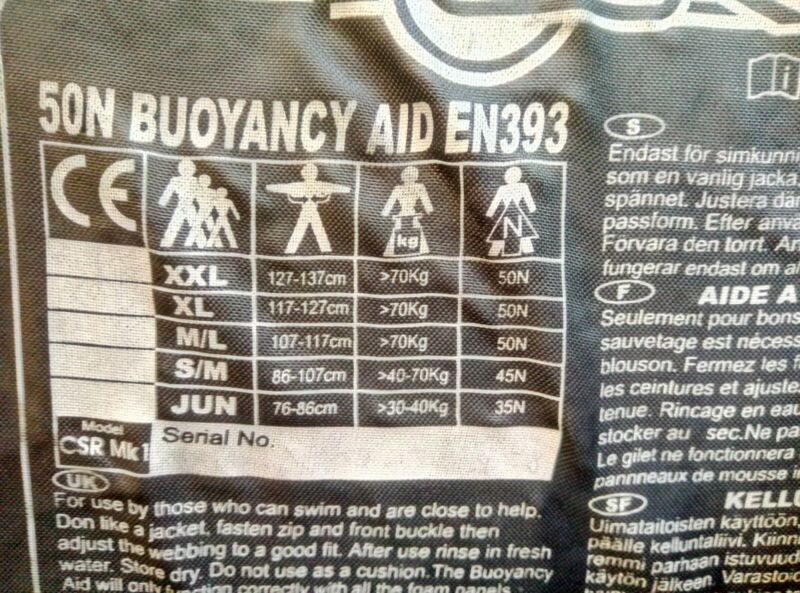 50N BUOYANCY AID EN393
CE
kg
N
XXL 127-137cm >70Kg 50N
XL 117-127cm >70Kg 50N
M/L 107-117cm >70Kg 50N
S/M 86-107cm >40-70Kg 45N
JUN 76-86cm >30-40Kg 35N
Model
CSR Mk1
Serial No.
UK
For use by those who can swim and are close to help.
Don like a jacket, fasten zip and front buckle then
adjust the webbing to a good fit. After use rinse in fresh
water. Store dry. Do not use as a cushion. The Buoyancy
Aid will only function correctly with all the foam panels
i
S
Endast för simkunni
som en vanlig jacka.
spännet. Justera dä
passform. Efter anvä
Förvara den torrt. An
fungerar endast om al
F
AIDE A
Seulement pour bons
sauvetage est nécess
blouson. Fermez les f
les ceintures et ajuste
tenue. Rincage en eau
stocker au sec.Ne pa
Le gilet ne fonctionnera
pannneaux de mousse i
SF
KELLU
Uimataitoisten käyttöön,
päälle kelluntaliivi. Kiinn
remmi parhaan istuvuud
käytön jälkeen. Varastoi